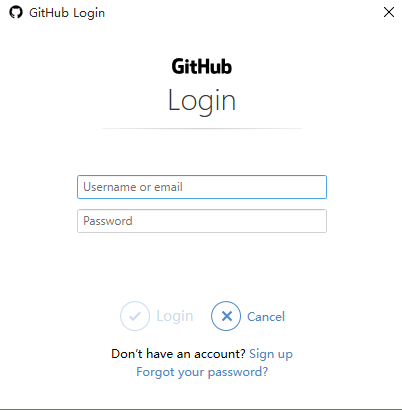 GitHub Login
GitHub
Login
Username or email
Password
Login Cancel
Don't have an account? Sign up
Forgot your password?